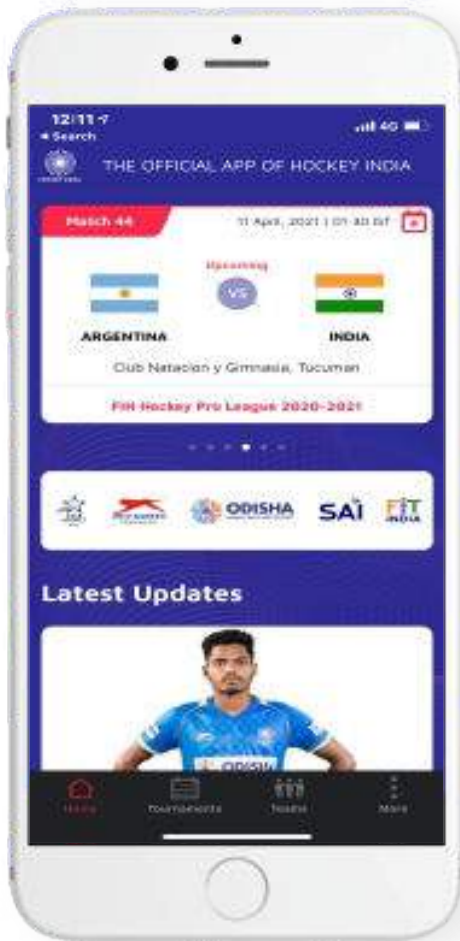 12:11
Search
4G
THE OFFICIAL APP OF HOCKEY INDIA
Match 44
11 April, 2021 | 01:30 IST
Upcoming
VS
ARGENTINA
INDIA
Club Natacion y Gimnasia, Tucuman
FIH Hockey Pro League 2020-2021
ODISHA
SAI
FIT
INDIA
Latest Updates
ODISHA
Home
Tournaments
Teams
More